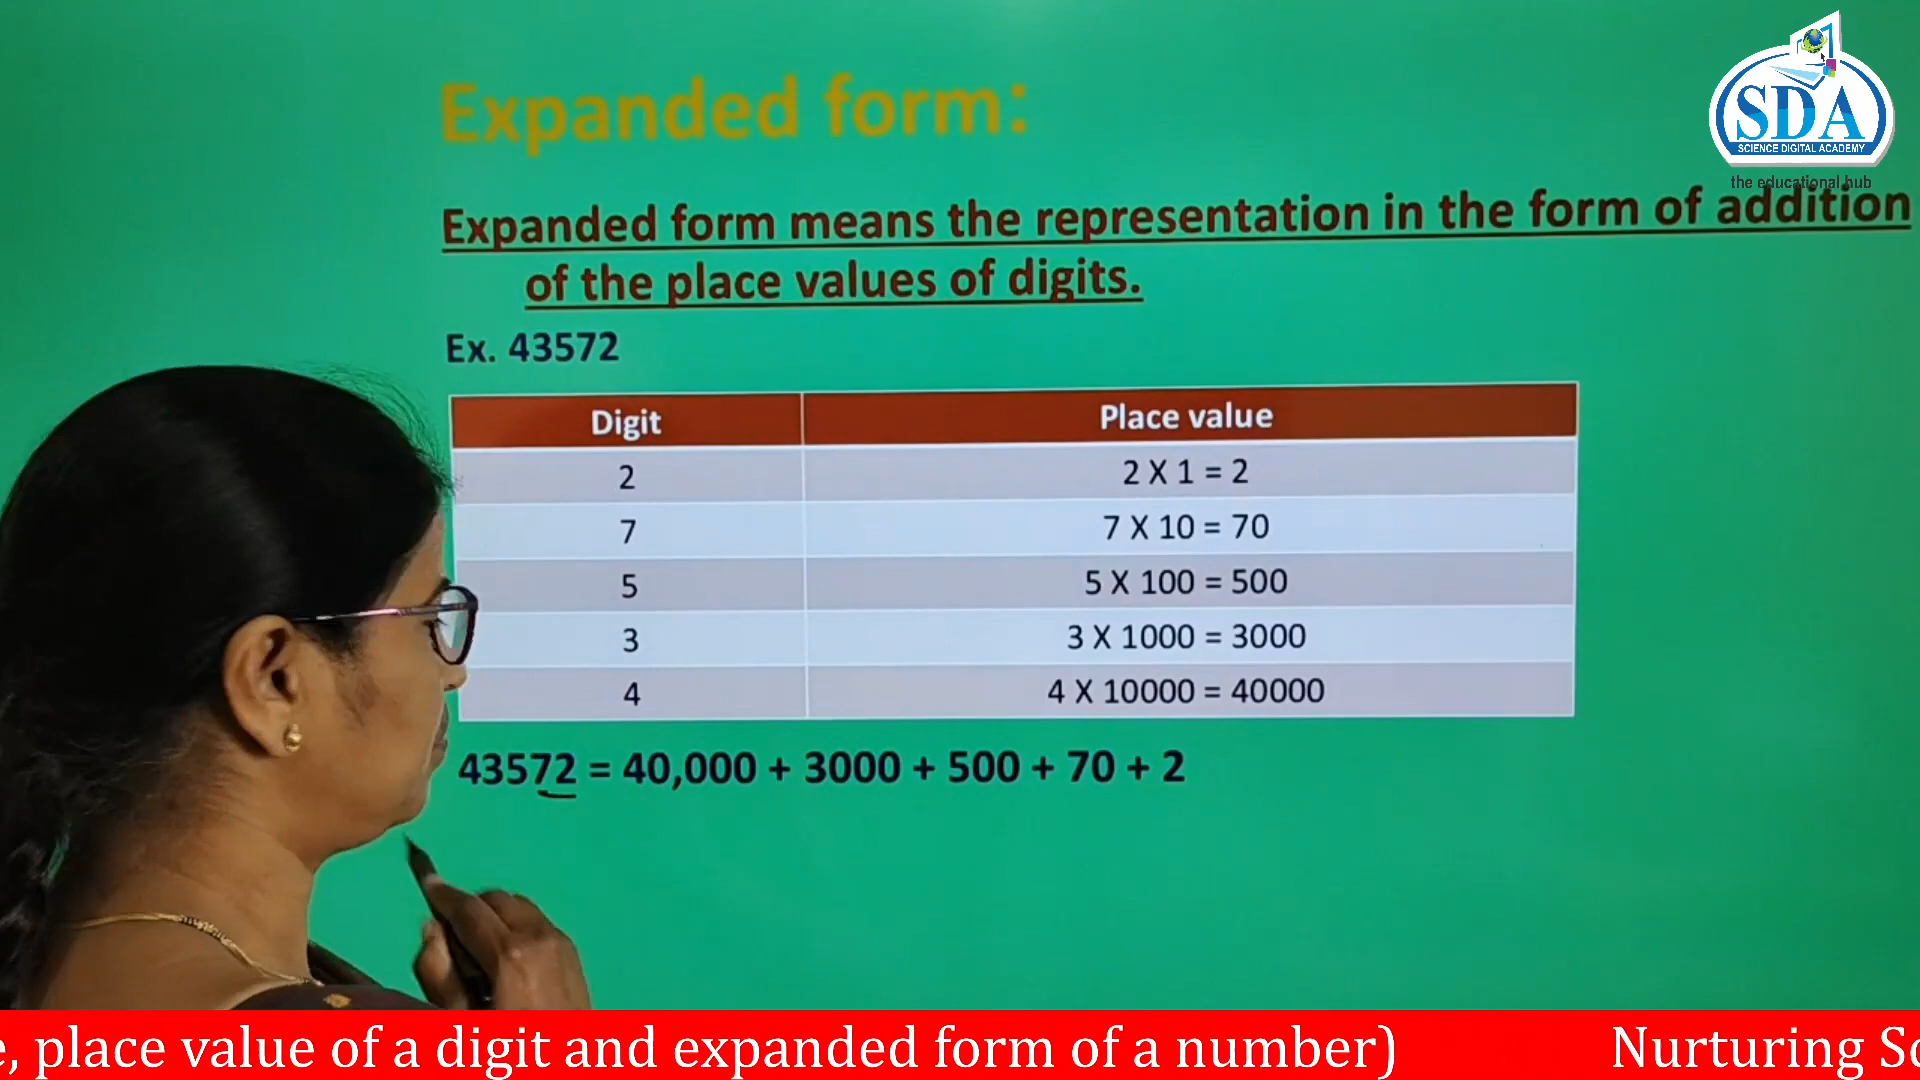 Expanded form:
SDA
SCIENCE DIGITAL ACADEMY
the educational hub
Expanded form means the representation in the form of addition
of the place values of digits.
Ex. 43572
Digit Place value
2 2 X 1 = 2
7 7 X 10 = 70
5 5 X 100 = 500
3 3 X 1000 = 3000
4 4 X 10000 = 40000
43572 = 40,000 + 3000 + 500 + 70 + 2
, place value of a digit and expanded form of a number) Nurturing